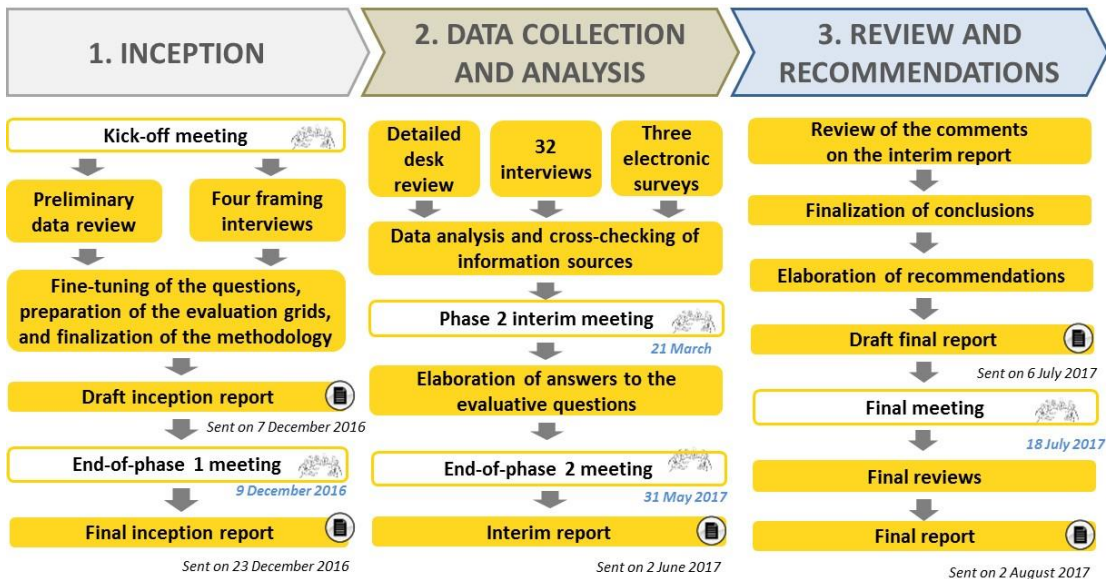 1. INCEPTION
Kick-off meeting
Preliminary
data review
Four framing
interviews
Fine-tuning of the questions,
preparation of the evaluation grids,
and finalization of the methodology
Draft inception report
Sent on 7 December 2016
End-of-phase 1 meeting
9 December 2016
Final inception report
Sent on 23 December 2016
2. DATA COLLECTION
AND ANALYSIS
Detailed
desk
review
32
interviews
Three
electronic
surveys
Data analysis and cross-checking of
information sources
Phase 2 interim meeting
21 March
Elaboration of answers to the
evaluative questions
End-of-phase 2 meeting
31 May 2017
Interim report
Sent on 2 June 2017
3. REVIEW AND
RECOMMENDATIONS
Review of the comments
on the interim report
Finalization of conclusions
Elaboration of recommendations
Draft final report
Sent on 6 July 2017
Final meeting
18 July 2017
Final reviews
Final report
Sent on 2 August 2017